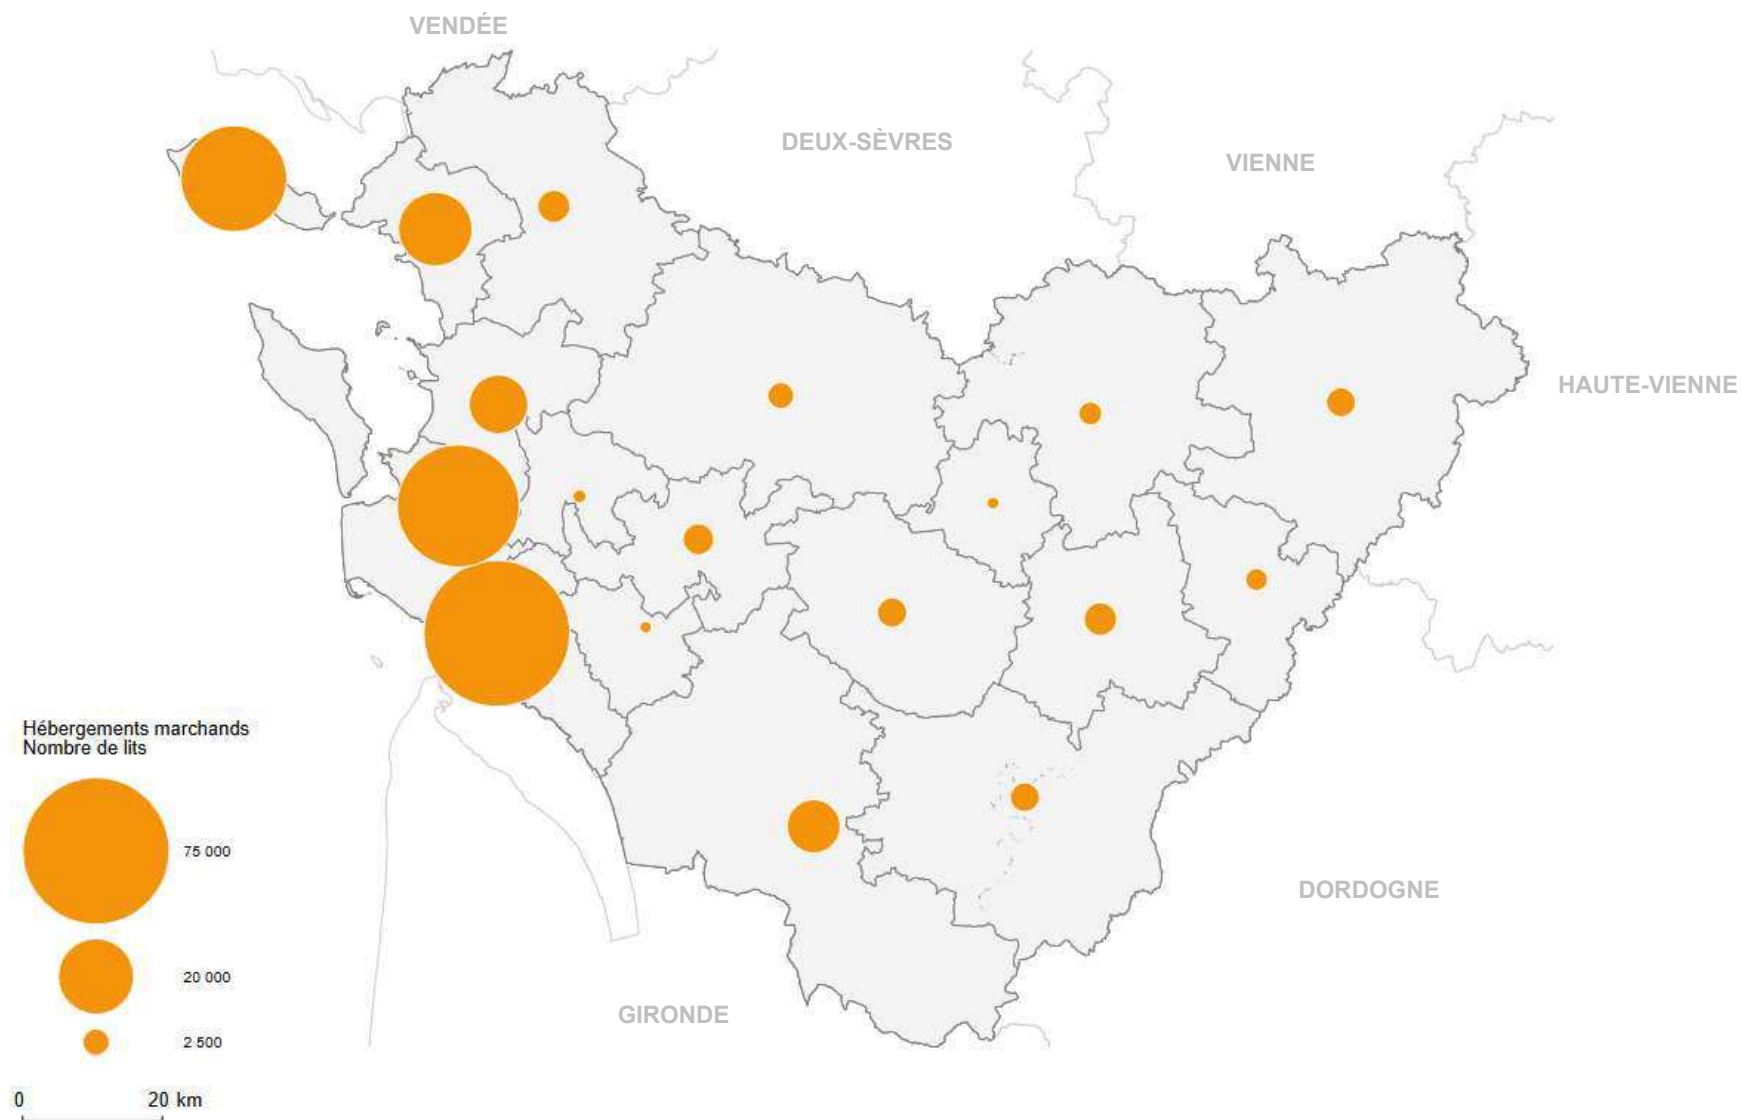 VENDÉE
DEUX-SÈVRES
VIENNE
HAUTE-VIENNE
Hébergements marchands
Nombre de lits
75 000
DORDOGNE
20 000
GIRONDE
2 500
0 20 km